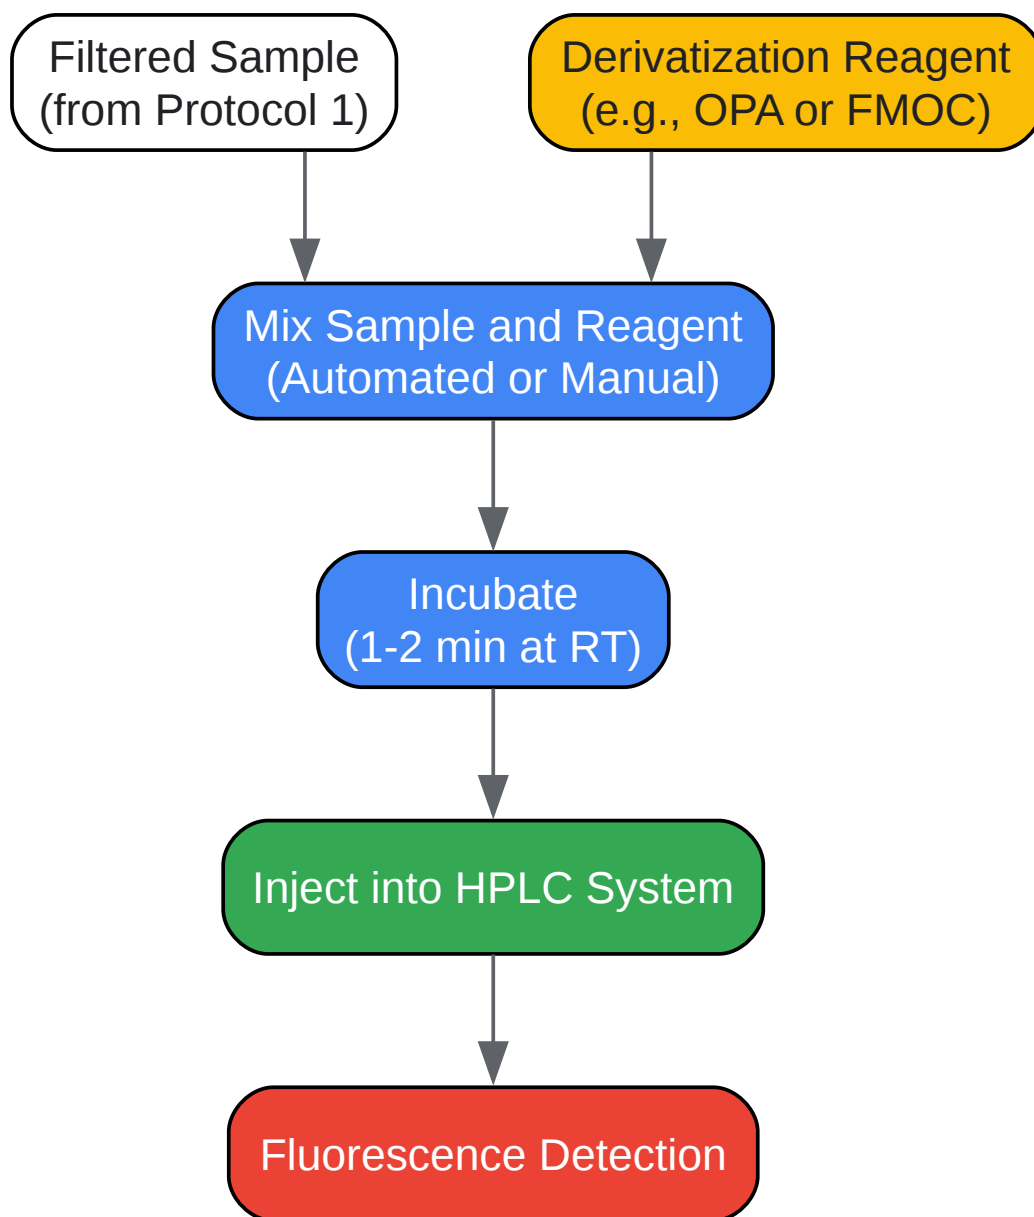 Filtered Sample
(from Protocol 1)
Derivatization Reagent
(e.g., OPA or FMOC)
Mix Sample and Reagent
(Automated or Manual)
Incubate
(1-2 min at RT)
Inject into HPLC System
Fluorescence Detection